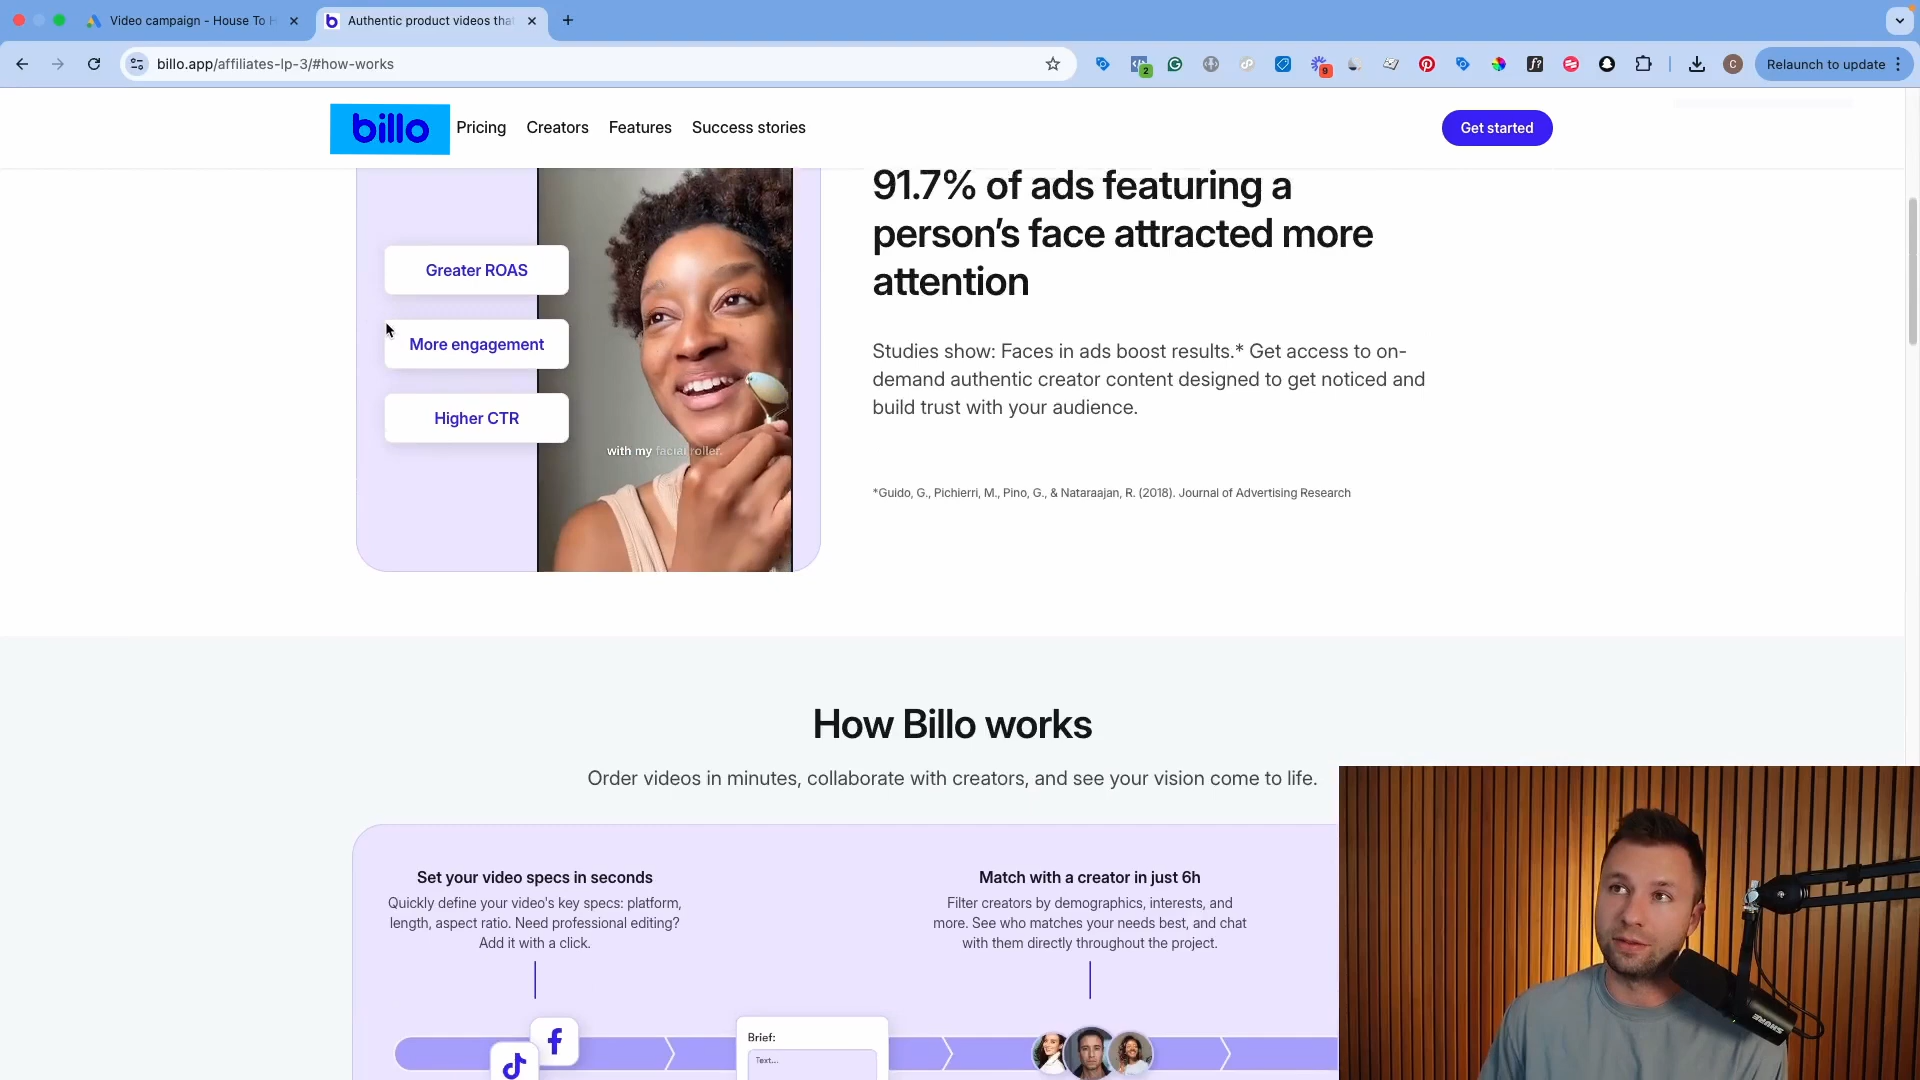 Video campaign - House To H
Authentic product videos tha
billo.app/affiliates-lp-3/#how-works
2
9
C
Relaunch to update
billo
Pricing
Creators
Features
Success stories
Get started
Greater ROAS
More engagement
Higher CTR
with my facial roller.
91.7% of ads featuring a
person’s face attracted more
attention
Studies show: Faces in ads boost results.* Get access to on-
demand authentic creator content designed to get noticed and
build trust with your audience.
*Guido, G., Pichierri, M., Pino, G., & Nataraajan, R. (2018). Journal of Advertising Research
How Billo works
Order videos in minutes, collaborate with creators, and see your vision come to life.
Set your video specs in seconds
Quickly define your video's key specs: platform,
length, aspect ratio. Need professional editing?
Add it with a click.
Match with a creator in just 6h
Filter creators by demographics, interests, and
more. See who matches your needs best, and chat
with them directly throughout the project.
Brief:
Text...
SHURE